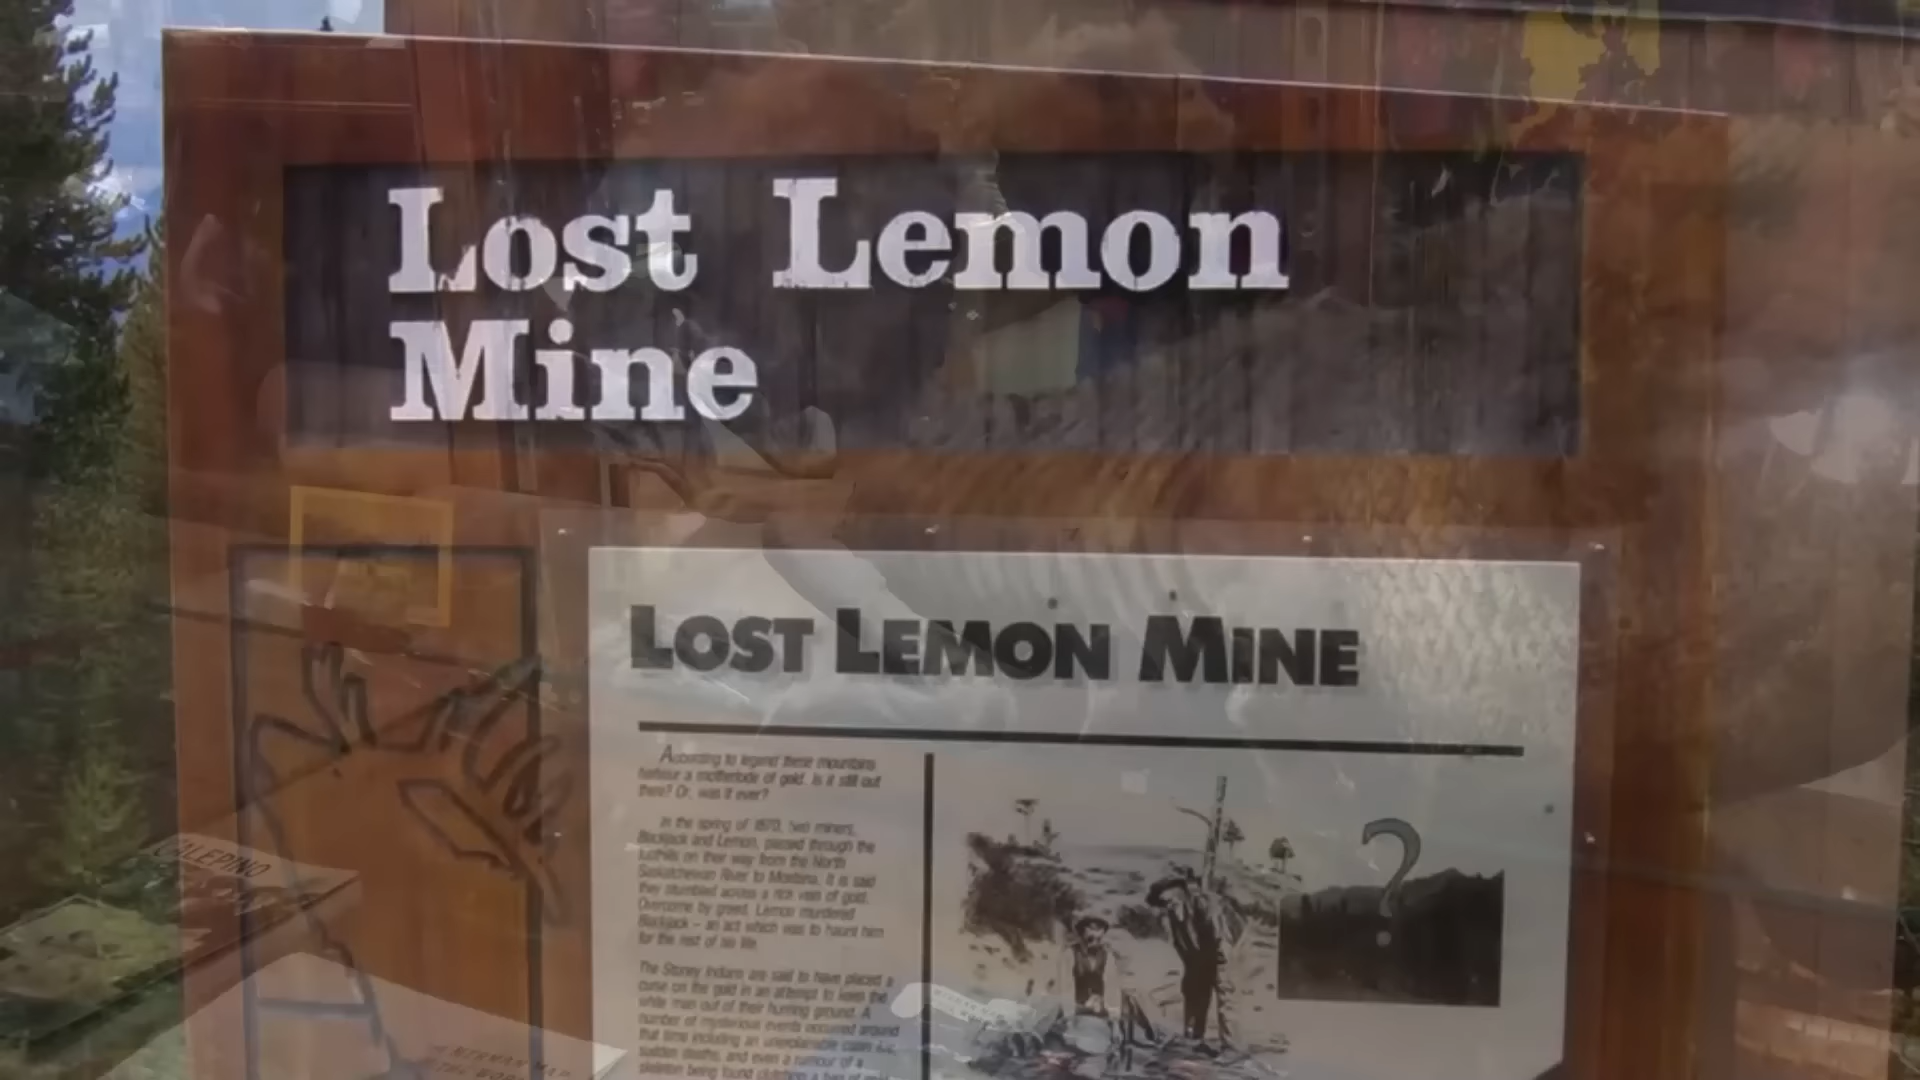 Lost Lemon
Mine
LOST LEMON MINE
According to legend these mountains
harbour a motherlode of gold. Is it still out
there? Or, was it ever?
In the spring of 1870, two miners,
Blackjack and Lemon, passed through the
foothills on their way from the North
Saskatchewan River to Montana. It is said
they stumbled across a rich vein of gold.
Overcome by greed, Lemon murdered
Blackjack – an act which was to haunt him
for the rest of his life.
The Stoney Indians are said to have placed a
curse on the gold in an attempt to keep the
white man out of their hunting ground. A
number of mysterious events occurred around
that time including an unexplainable cabin
sudden deaths, and even a rumour of a
skeleton being found clutching a bag of
?